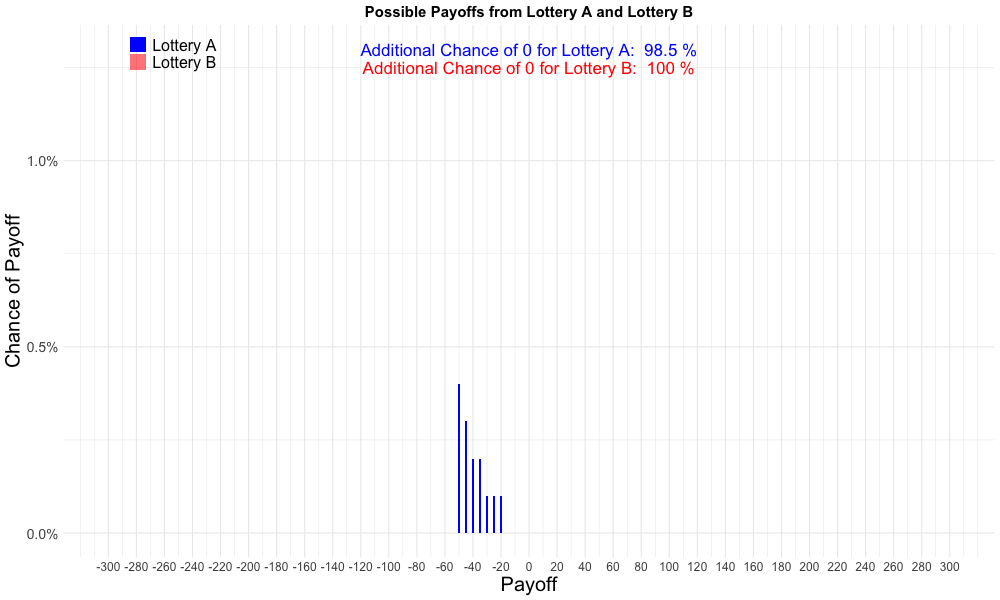 Possible Payoffs from Lottery A and Lottery B
Lottery A
Lottery B
Additional Chance of 0 for Lottery A: 98.5 %
Additional Chance of 0 for Lottery B: 100 %
Chance of Payoff
1.0%
0.5%
0.0%
-300 -280 -260 -240 -220 -200 -180 -160 -140 -120 -100 -80 -60 -40 -20 0 20 40 60 80 100 120 140 160 180 200 220 240 260 280 300
Payoff